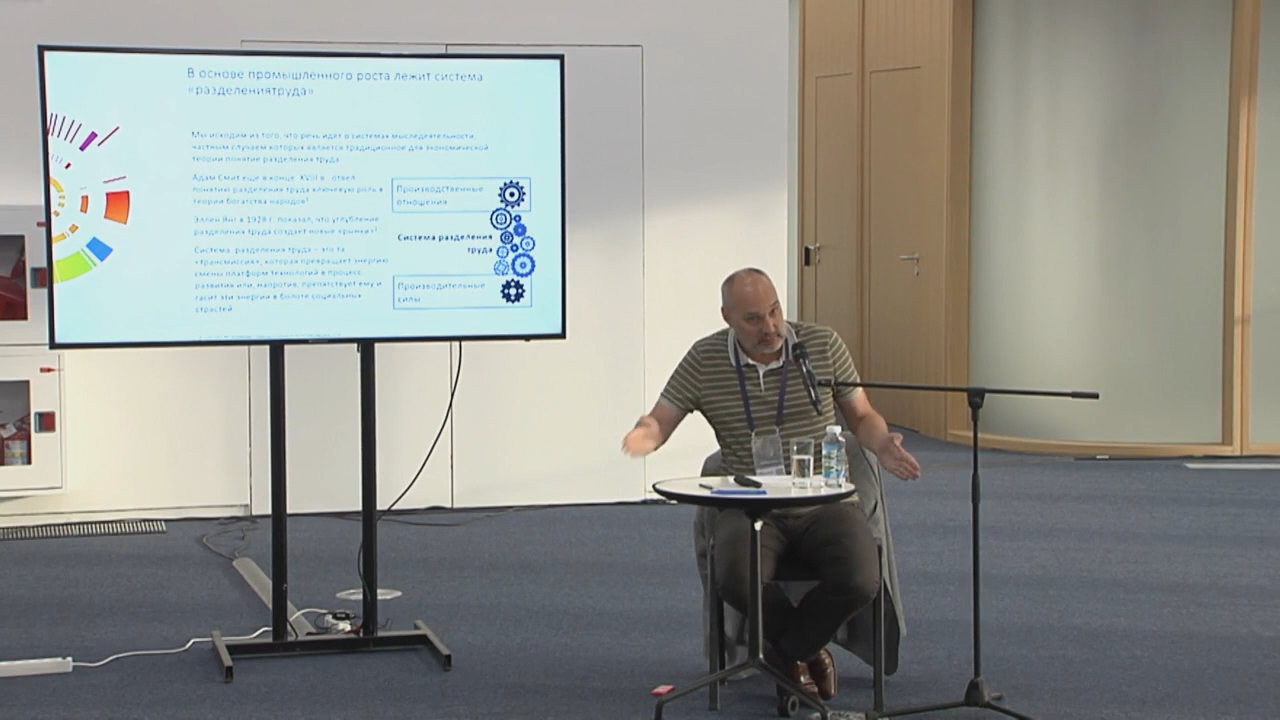 В основе промышленного роста лежит система
«разделениятруда»
Мы исходим из того, что речь идет о системах мыследеятельности,
частным случаем которых является традиционное для экономической
теории понятие разделения труда
Адам Смит еще в конце XVIII в. отвел
понятию разделения труда ключевую роль в
теории богатства народов
Эллен Янг в 1928 г. показал, что углубление
разделения труда создает новые «рынки»
Система разделения труда – это та
«трансмиссия», которая превращает энергию
смены платформ технологий в процесс
развития или, напротив, препятствует ему и
гасит эти энергии в болоте социальных
страстей
Производственные
отношения
Система разделения
труда
Производительные
силы